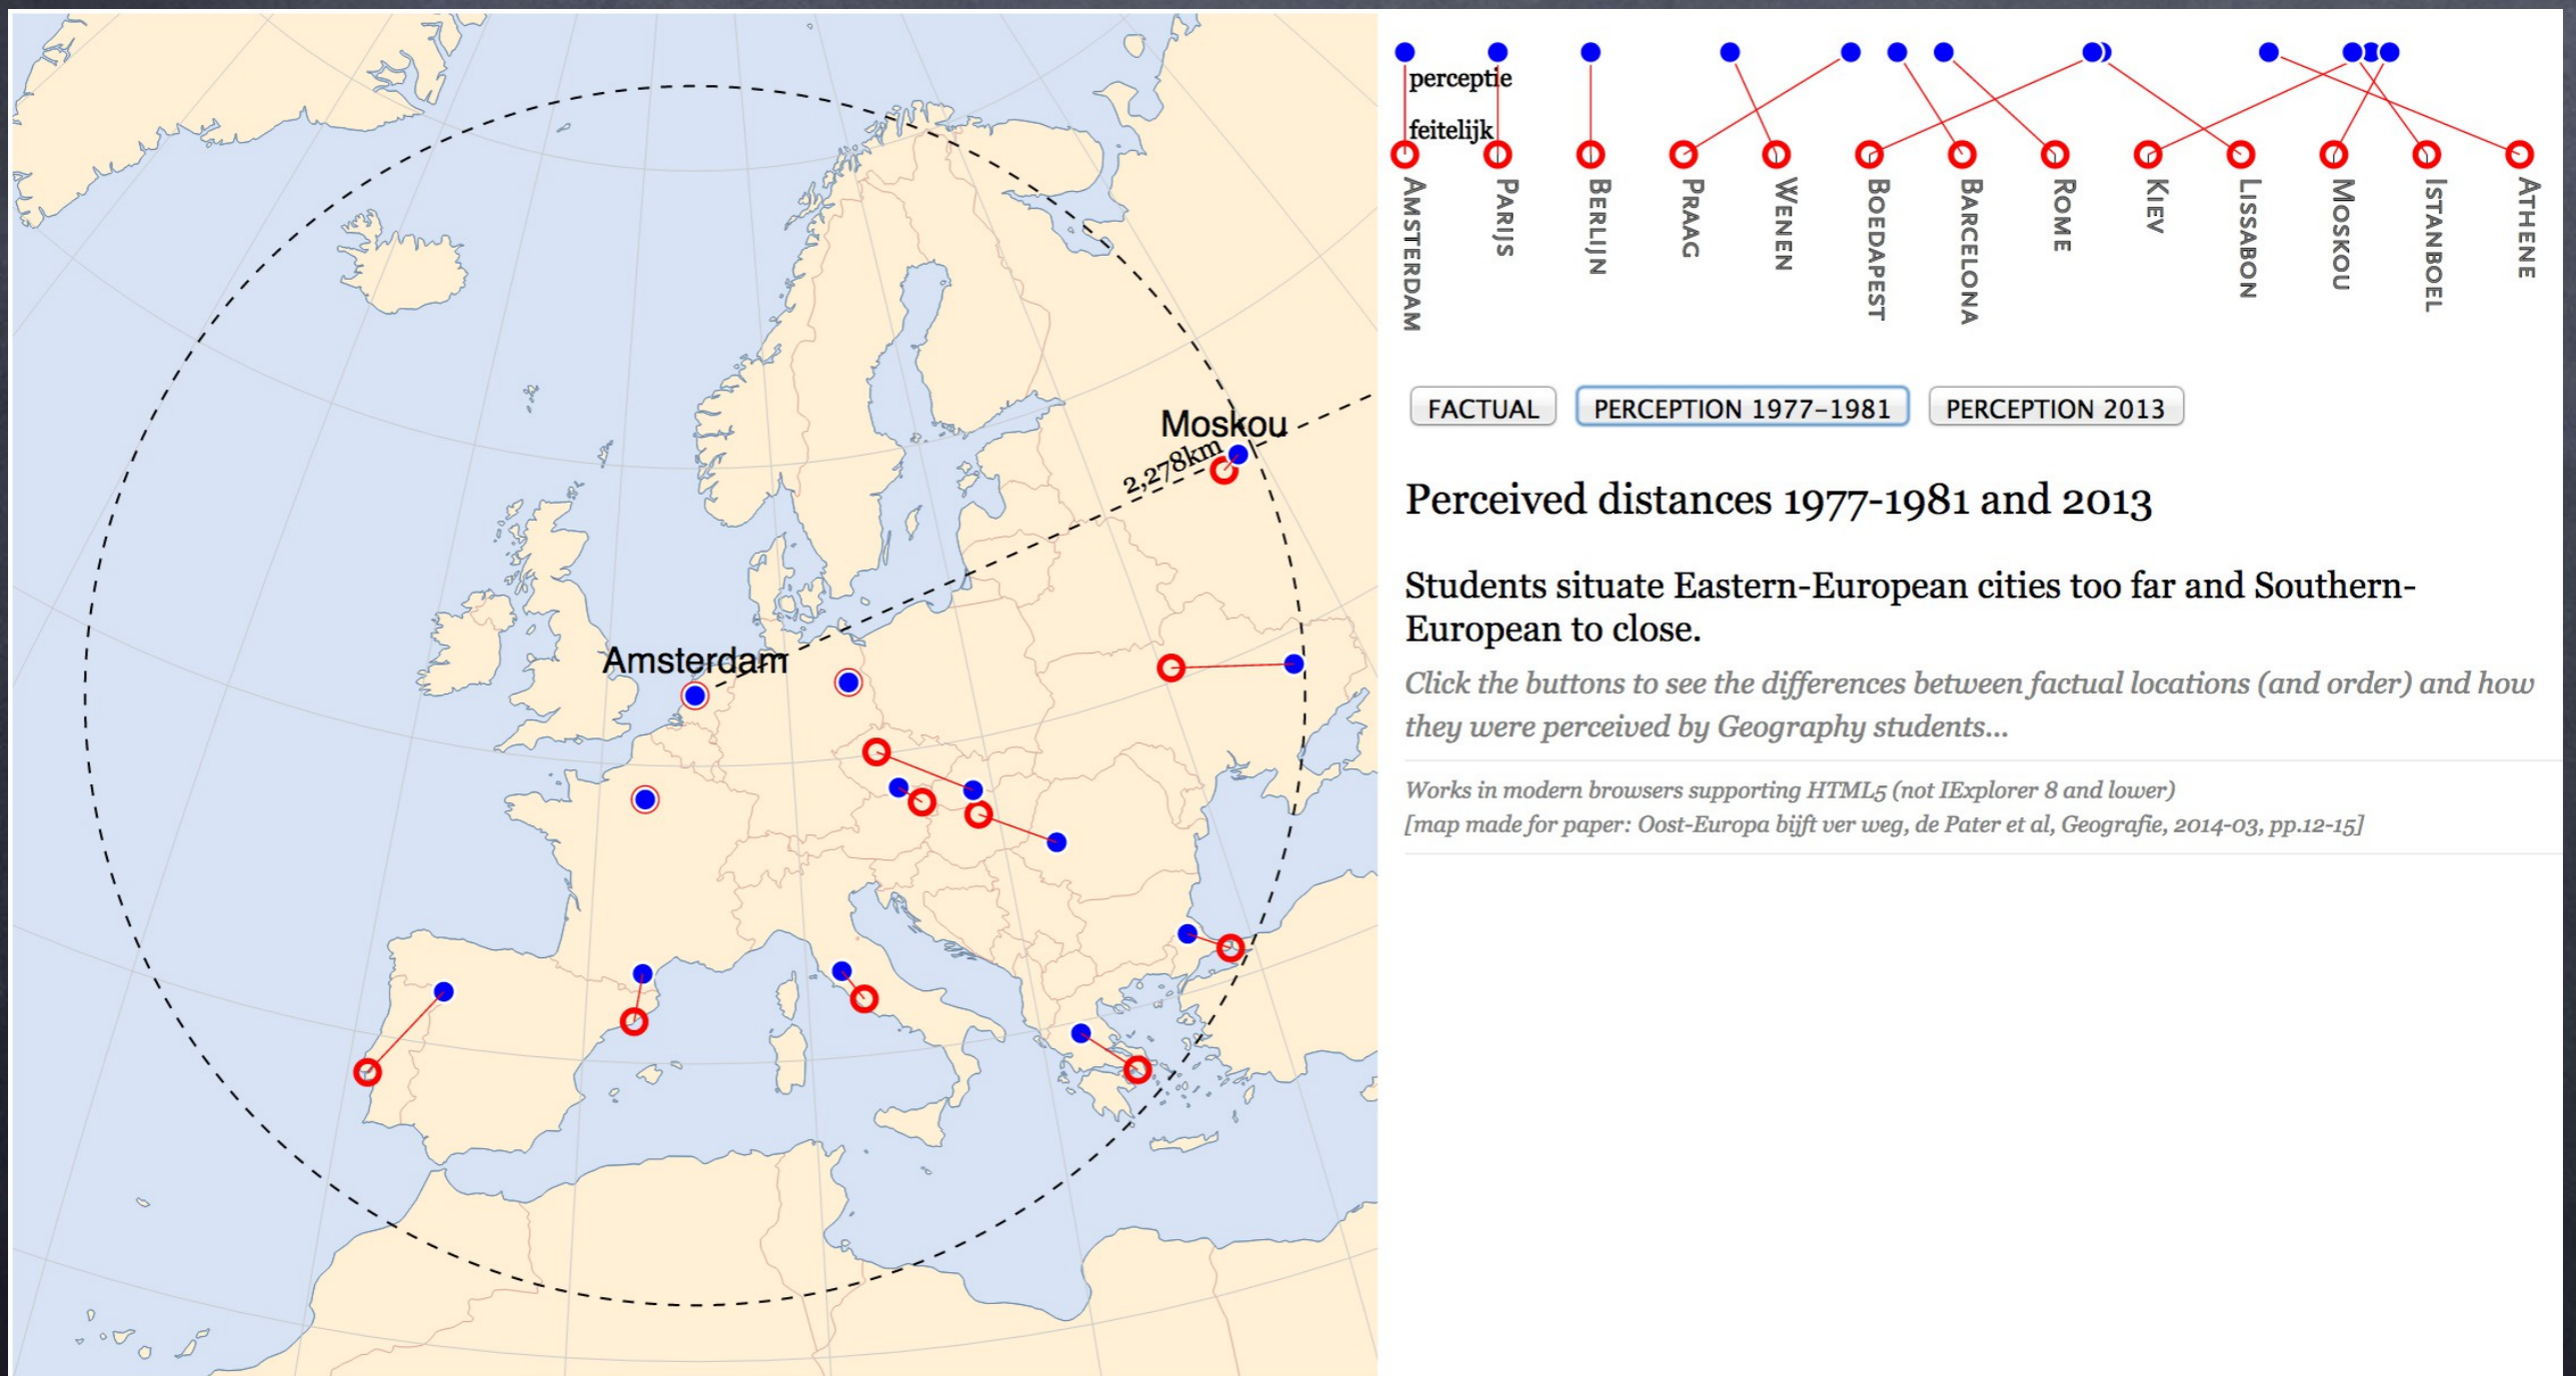 perceptie
feitelijk
AMSTERDAM
PARIJS
BERLIJN
PRAAG
WENEN
BOEDAPEST
BARCELONA
ROME
KIEV
LISSABON
MOSKOU
ISTANBOEL
ATHENE
FACTUAL
PERCEPTION 1977–1981
PERCEPTION 2013
Moskou
2,278km
Amsterdam
Perceived distances 1977-1981 and 2013
Students situate Eastern-European cities too far and Southern-
European to close.
Click the buttons to see the differences between factual locations (and order) and how
they were perceived by Geography students...
Works in modern browsers supporting HTML5 (not IExplorer 8 and lower)
[map made for paper: Oost-Europa bijft ver weg, de Pater et al, Geografie, 2014-03, pp.12-15]